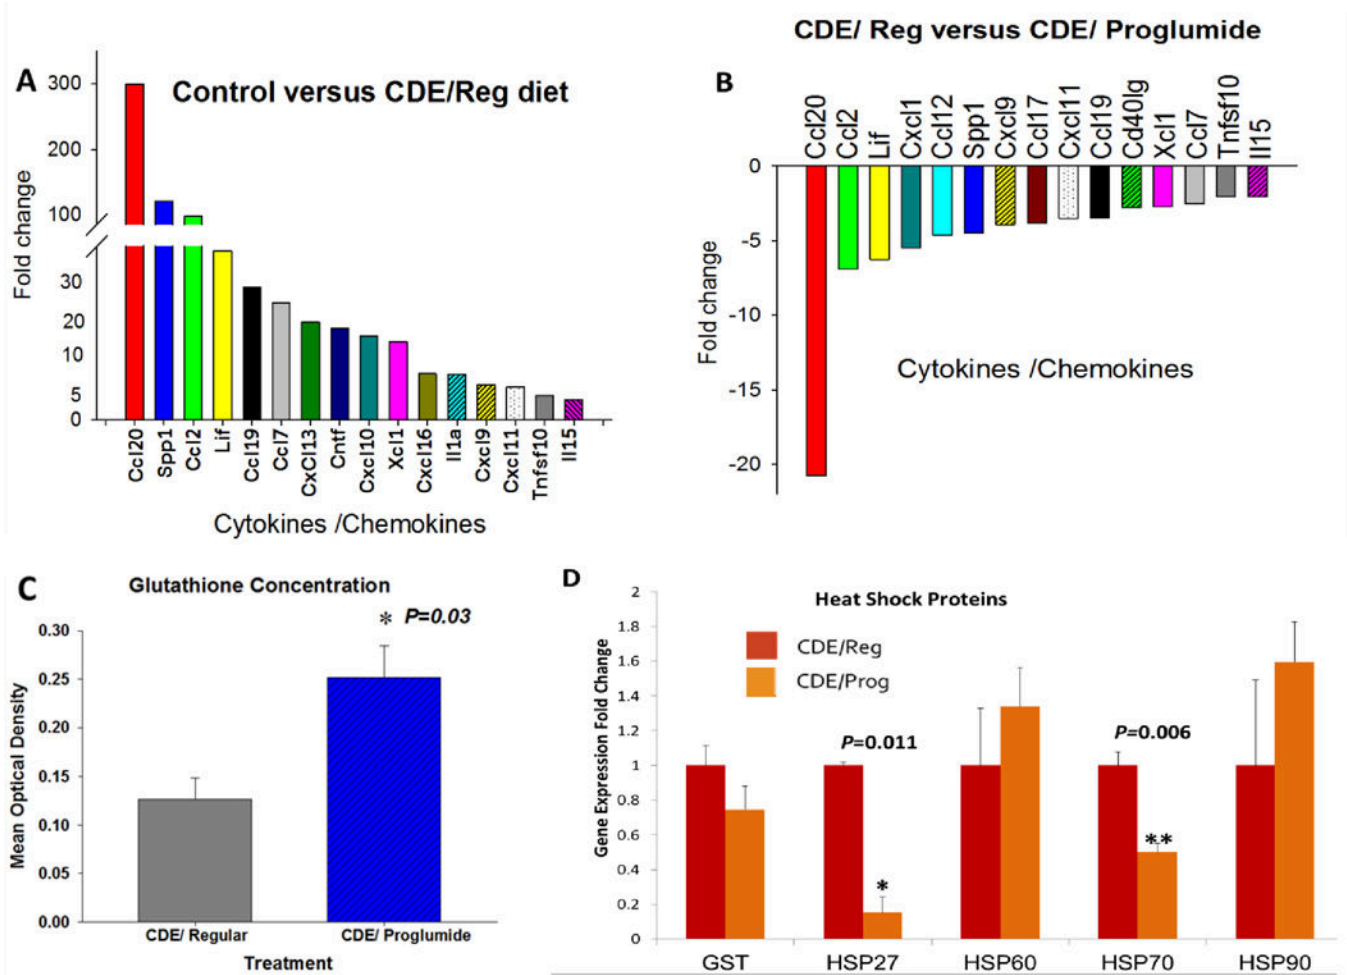 A
Control versus CDE/Reg diet
Fold change
300
200
100
30
20
10
5
0
Ccl20
Spp1
Ccl2
Lif
Ccl19
Ccl7
CxCl13
Cntf
Cxcl10
Xcl1
Cxcl16
Il1a
Cxcl9
Cxcl11
Tnfsf10
Il15
Cytokines /Chemokines
CDE/ Reg versus CDE/ Proglumide
B
Ccl20
Ccl2
Lif
Cxcl1
Ccl12
Spp1
Cxcl9
Ccl17
Cxcl11
Ccl19
Cd40lg
Xcl1
Ccl7
Tnfsf10
Il15
Fold change
0
-5
-10
-15
-20
Cytokines /Chemokines
C
Glutathione Concentration
* P=0.03
Mean Optical Density
0.30
0.25
0.20
0.15
0.10
0.05
0.00
CDE/ Regular
CDE/ Proglumide
Treatment
D
Heat Shock Proteins
CDE/Reg
CDE/Prog
Gene Expression Fold Change
2
1.8
1.6
1.4
1.2
1
0.8
0.6
0.4
0.2
0
P=0.011
*
P=0.006
**
GST
HSP27
HSP60
HSP70
HSP90